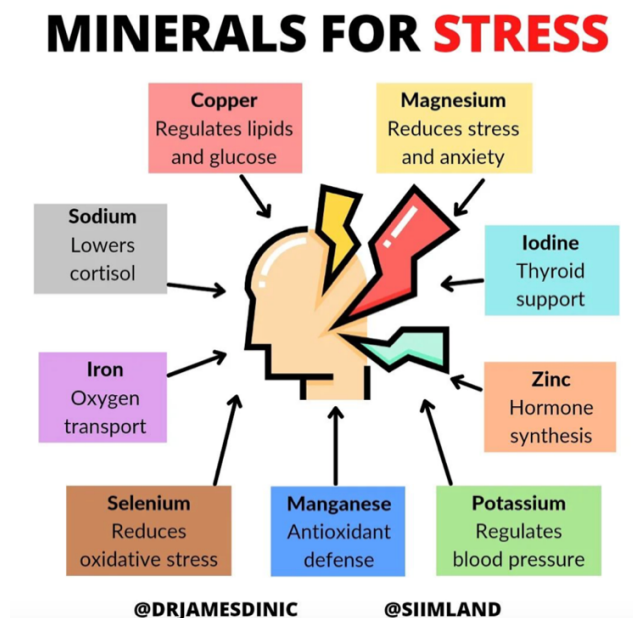 MINERALS FOR STRESS
Copper
Regulates lipids
and glucose
Magnesium
Reduces stress
and anxiety
Sodium
Lowers
cortisol
Iodine
Thyroid
support
Iron
Oxygen
transport
Zinc
Hormone
synthesis
Selenium
Reduces
oxidative stress
Manganese
Antioxidant
defense
Potassium
Regulates
blood pressure
@DRJAMESDINIC
@SIIMLAND